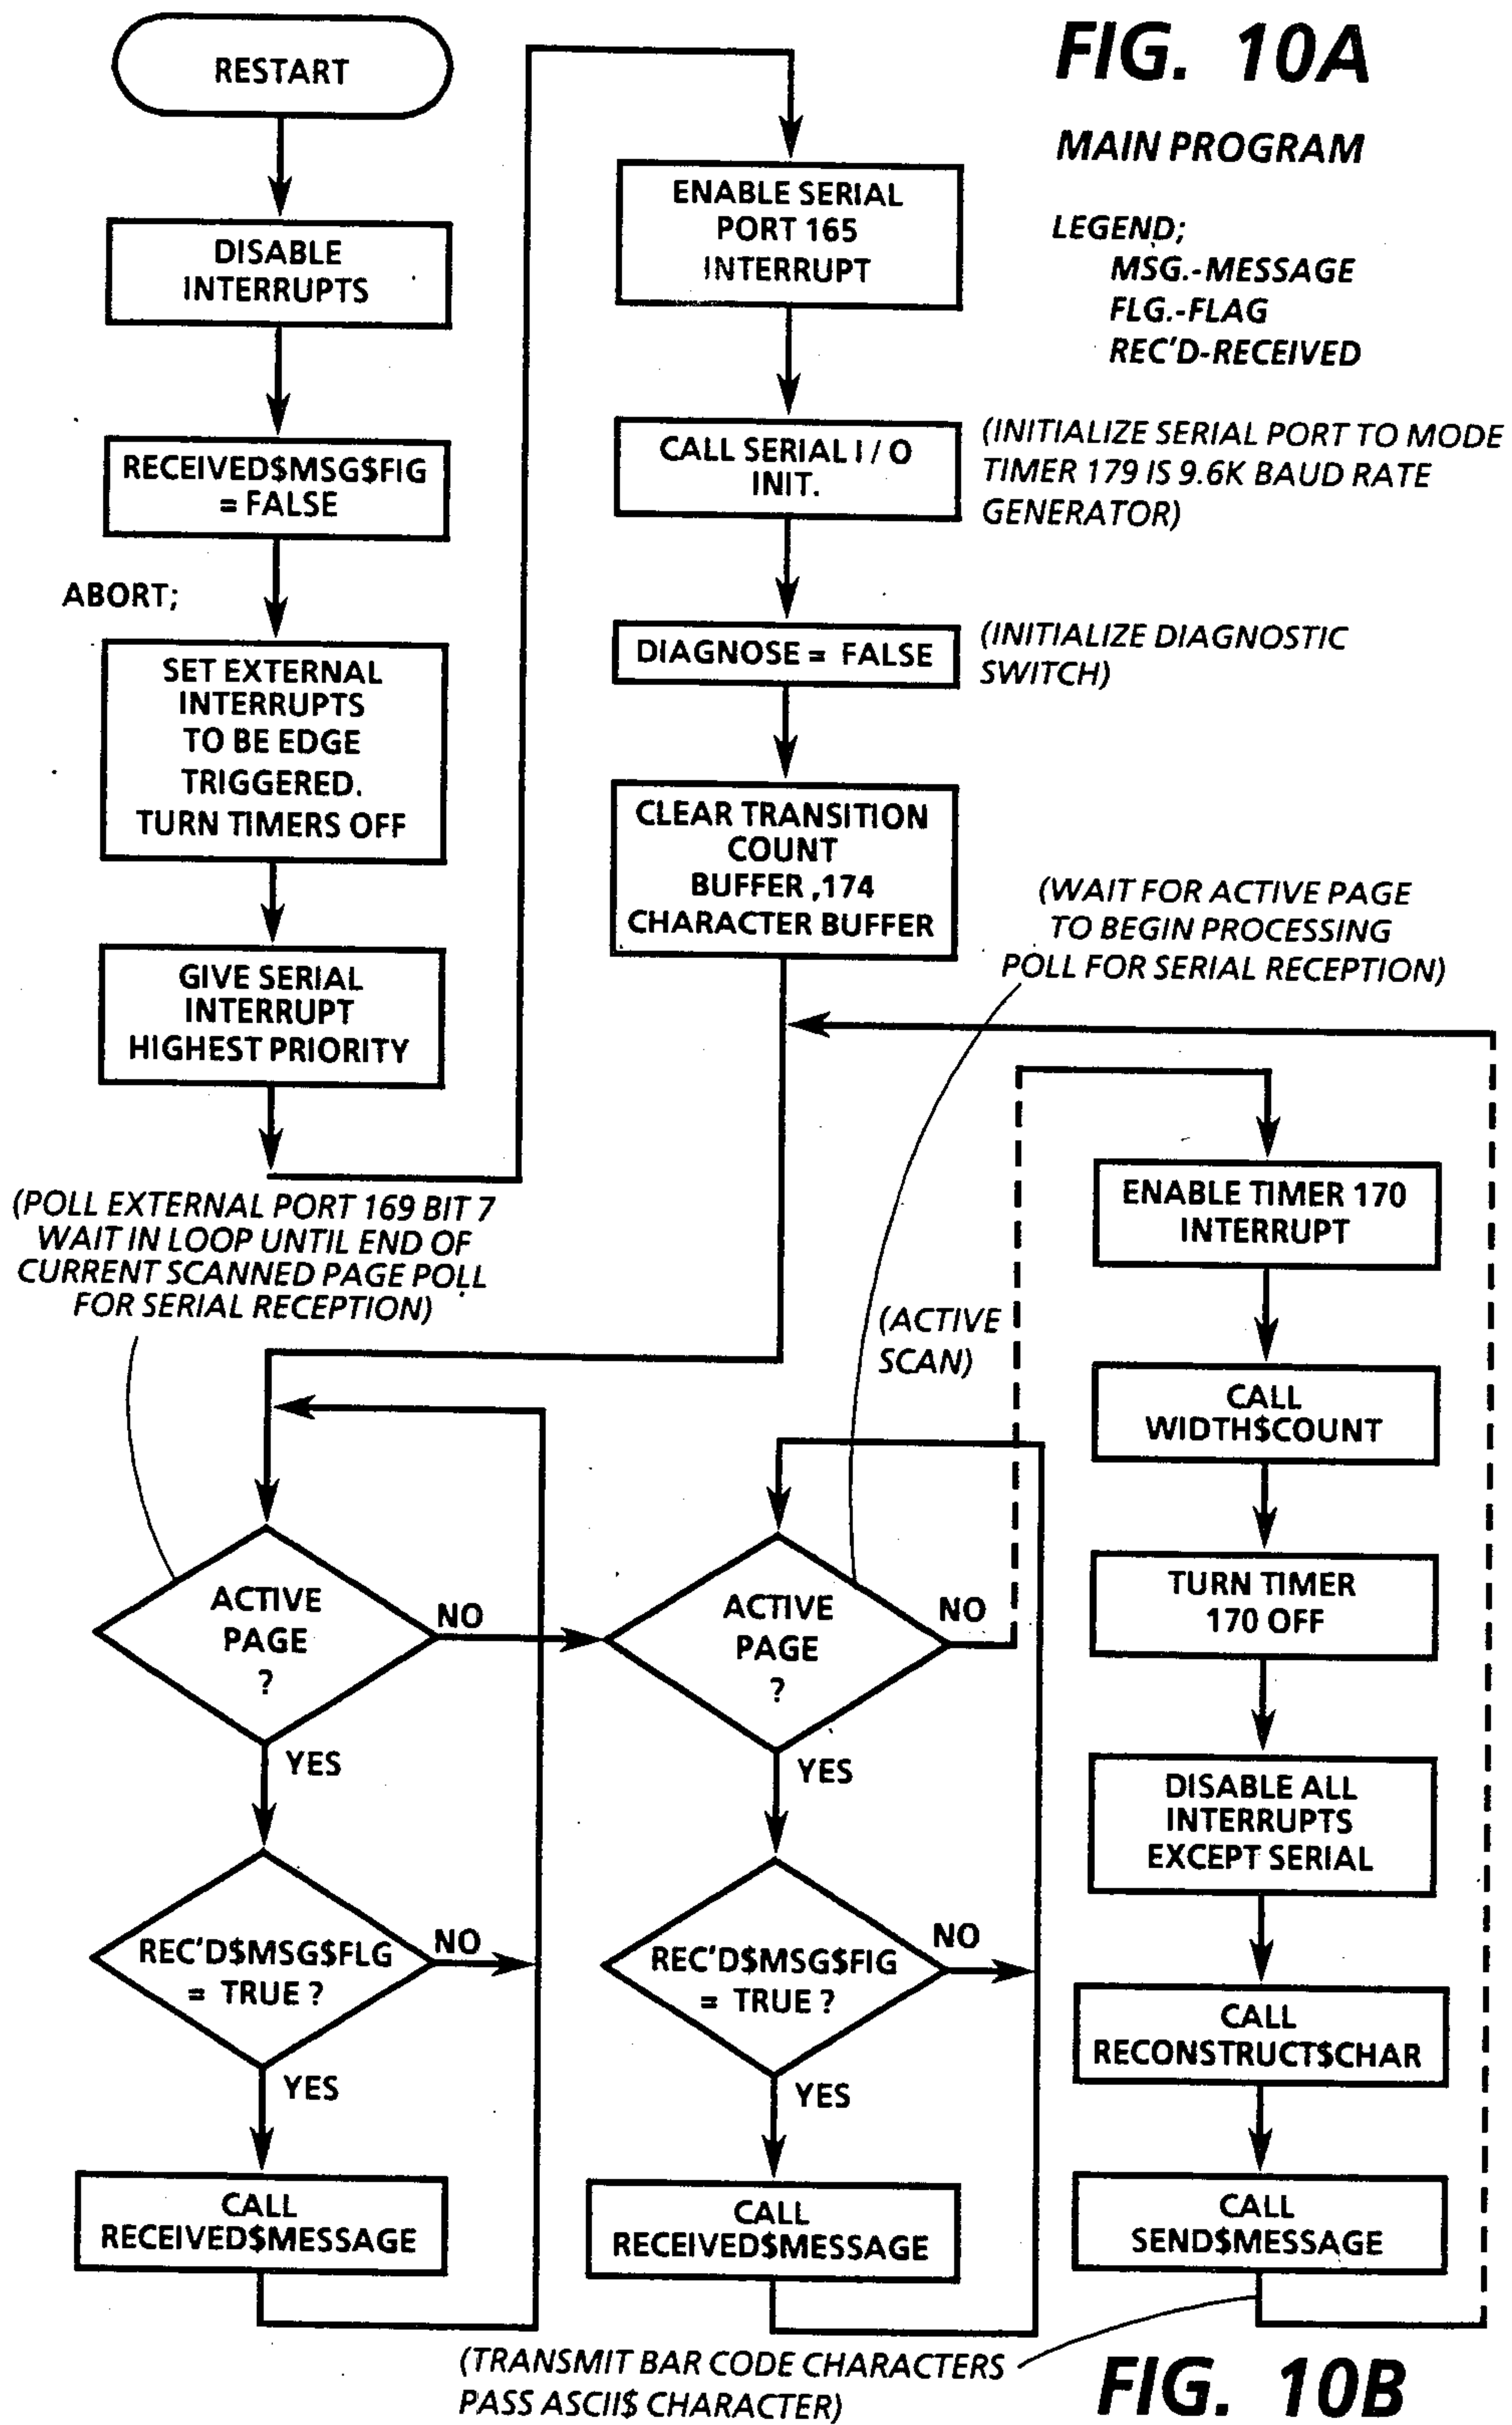 FIG. 10A
MAIN PROGRAM
LEGEND;
MSG.-MESSAGE
FLG.-FLAG
REC'D-RECEIVED
RESTART
DISABLE
INTERRUPTS
RECEIVED$MSG$FIG
= FALSE
ABORT;
SET EXTERNAL
INTERRUPTS
TO BE EDGE
TRIGGERED.
TURN TIMERS OFF
GIVE SERIAL
INTERRUPT
HIGHEST PRIORITY
ENABLE SERIAL
PORT 165
INTERRUPT
CALL SERIAL I / O
INIT.
(INITIALIZE SERIAL PORT TO MODE
TIMER 179 IS 9.6K BAUD RATE
GENERATOR)
DIAGNOSE = FALSE
(INITIALIZE DIAGNOSTIC
SWITCH)
CLEAR TRANSITION
COUNT
BUFFER ,174
CHARACTER BUFFER
(WAIT FOR ACTIVE PAGE
TO BEGIN PROCESSING
POLL FOR SERIAL RECEPTION)
(POLL EXTERNAL PORT 169 BIT 7
WAIT IN LOOP UNTIL END OF
CURRENT SCANNED PAGE POLL
FOR SERIAL RECEPTION)
ACTIVE
PAGE
?
NO
YES
REC'D$MSG$FLG
= TRUE ?
NO
YES
CALL
RECEIVED$MESSAGE
(ACTIVE
SCAN)
ACTIVE
PAGE
?
NO
YES
REC'D$MSG$FIG
= TRUE ?
NO
YES
CALL
RECEIVED$MESSAGE
ENABLE TIMER 170
INTERRUPT
CALL
WIDTH$COUNT
TURN TIMER
170 OFF
DISABLE ALL
INTERRUPTS
EXCEPT SERIAL
CALL
RECONSTRUCT$CHAR
CALL
SEND$MESSAGE
(TRANSMIT BAR CODE CHARACTERS
PASS ASCII$ CHARACTER)
FIG. 10B